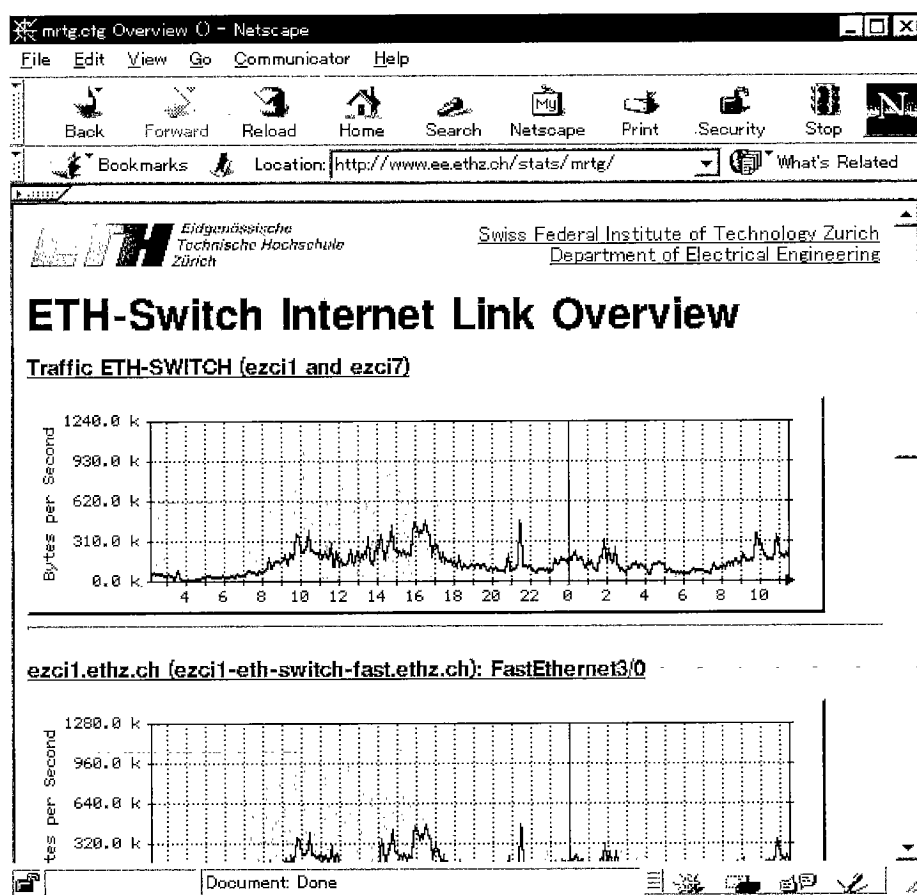 mrtg.cfg Overview () - Netscape
File Edit View Go Communicator Help
Back Forward Reload Home Search Netscape Print Security Stop
My
N
Bookmarks Location: http://www.ee.ethz.ch/stats/mrtg/ What's Related
ETH
Eidgenössische
Technische Hochschule
Zürich
Swiss Federal Institute of Technology Zurich
Department of Electrical Engineering
ETH-Switch Internet Link Overview
Traffic ETH-SWITCH (ezci1 and ezci7)
Bytes per Second
1240.0 k
930.0 k
620.0 k
310.0 k
0.0 k
4 6 8 10 12 14 16 18 20 22 0 2 4 6 8 10
ezci1.ethz.ch (ezci1-eth-switch-fast.ethz.ch): FastEthernet3/0
tes per Second
1280.0 k
960.0 k
640.0 k
320.0 k
Document: Done